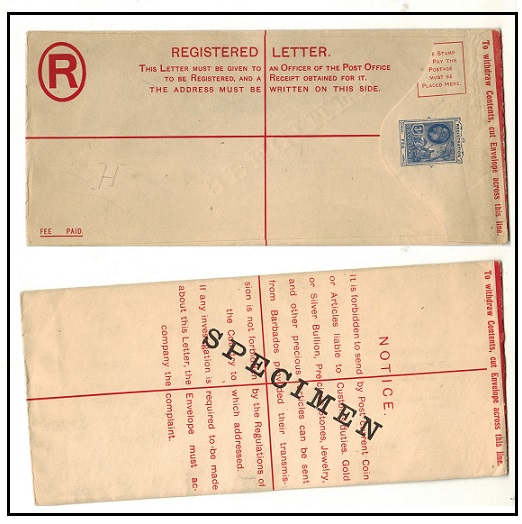 R
REGISTERED LETTER.
THIS LETTER MUST BE GIVEN TO AN OFFICER OF THE POST OFFICE
TO BE REGISTERED, AND A RECEIPT OBTAINED FOR IT.
THE ADDRESS MUST BE WRITTEN ON THIS SIDE.
E STAMP
PAY THE
POSTAGE
MUST BE
PLACED HERE.
To withdraw Contents, cut Envelope across this line.
REGISTRATION
H
FEE PAID.
To withdraw Contents, cut Envelope across this line.
NOTICE.
It is forbidden to send by Post Current Coin
or Articles liable to Customs Duties. Gold
or Silver Bullion, Precious Stones, Jewelry,
and other precious Articles can be sent
from Barbados provided their transmis-
sion is not forbidden by the Regulations of
the Country to which addressed.
If any investigation is required to be made
about this Letter, the Envelope must ac-
company the complaint.
SPECIMEN